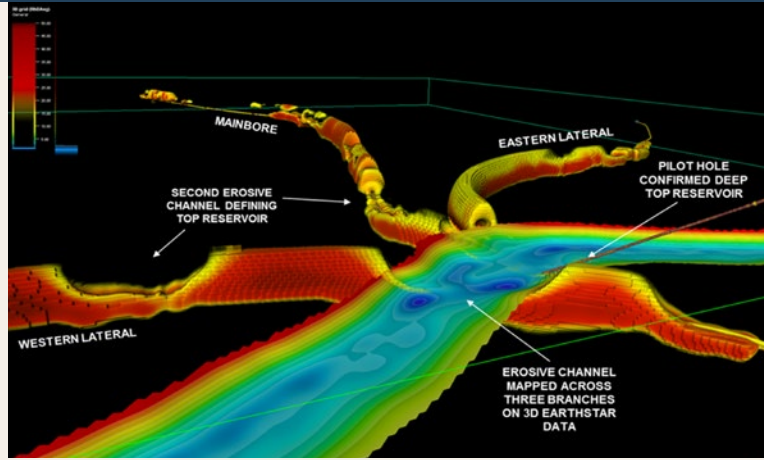 MAINBORE
EASTERN LATERAL
PILOT HOLE
CONFIRMED DEEP
TOP RESERVOIR
SECOND EROSIVE
CHANNEL DEFINING
TOP RESERVOIR
WESTERN LATERAL
EROSIVE CHANNEL
MAPPED ACROSS
THREE BRANCHES
ON 3D EARTHSTAR
DATA